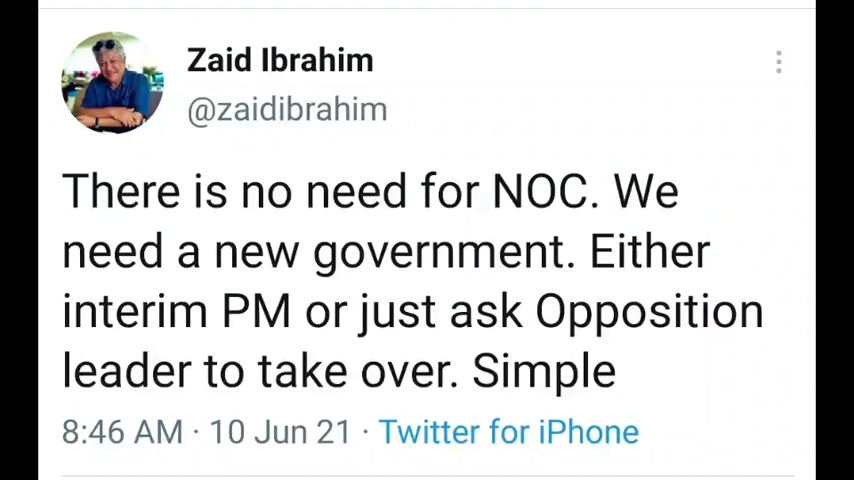 Zaid Ibrahim
@zaidibrahim
There is no need for NOC. We
need a new government. Either
interim PM or just ask Opposition
leader to take over. Simple
8:46 AM · 10 Jun 21 · Twitter for iPhone